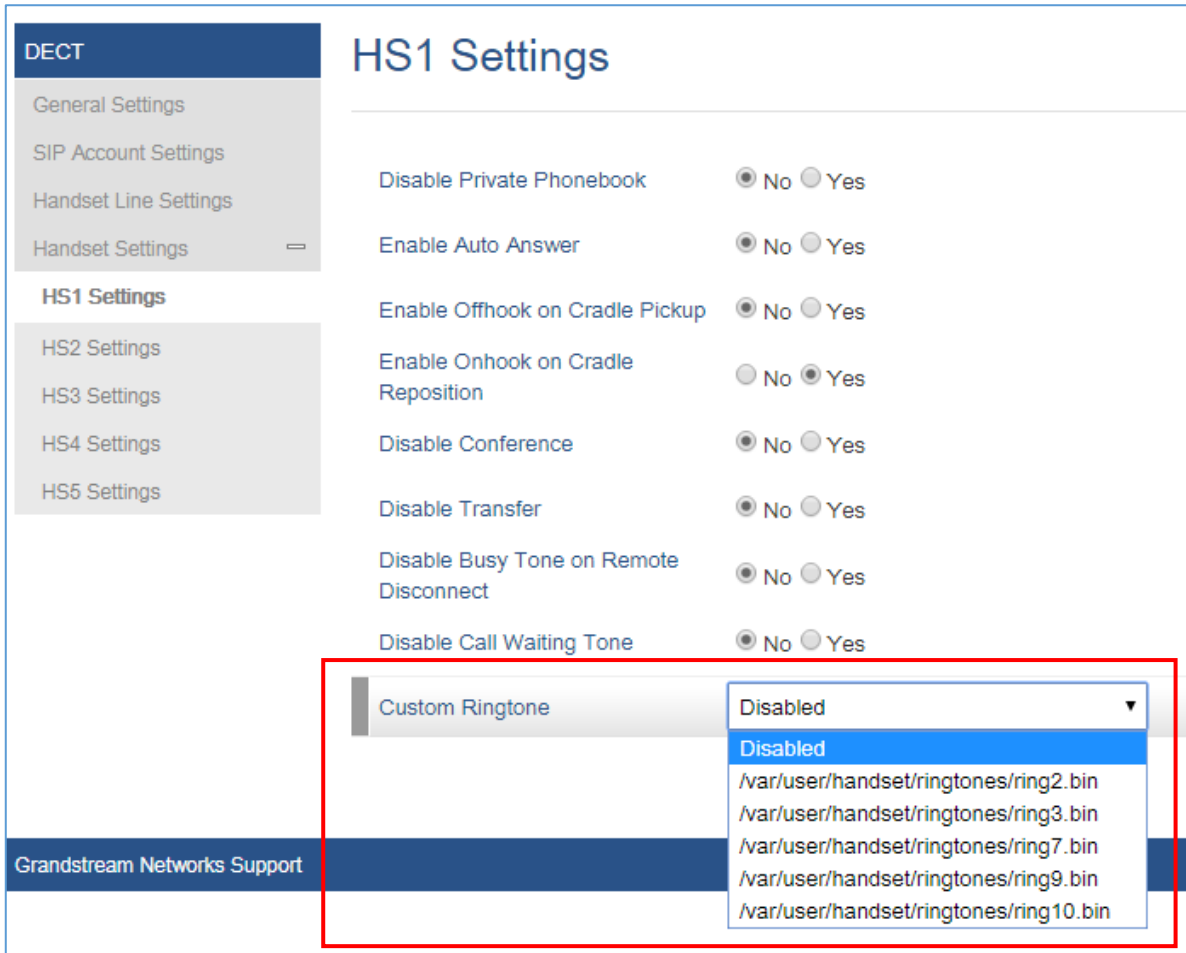 DECT
General Settings
SIP Account Settings
Handset Line Settings
Handset Settings
HS1 Settings
HS2 Settings
HS3 Settings
HS4 Settings
HS5 Settings
HS1 Settings
Disable Private Phonebook No Yes
Enable Auto Answer No Yes
Enable Offhook on Cradle Pickup No Yes
Enable Onhook on Cradle
Reposition No Yes
Disable Conference No Yes
Disable Transfer No Yes
Disable Busy Tone on Remote
Disconnect No Yes
Disable Call Waiting Tone No Yes
Custom Ringtone Disabled
Disabled
/var/user/handset/ringtones/ring2.bin
/var/user/handset/ringtones/ring3.bin
/var/user/handset/ringtones/ring7.bin
/var/user/handset/ringtones/ring9.bin
/var/user/handset/ringtones/ring10.bin
Grandstream Networks Support